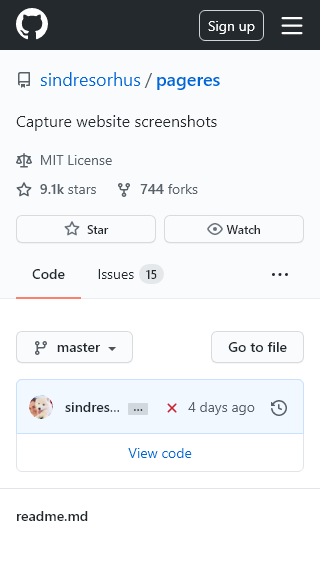 Sign up
sindresorhus / pageres
Capture website screenshots
MIT License
9.1k stars 744 forks
Star Watch
Code Issues 15 ...
master Go to file
sindres... ... 4 days ago
View code
readme.md